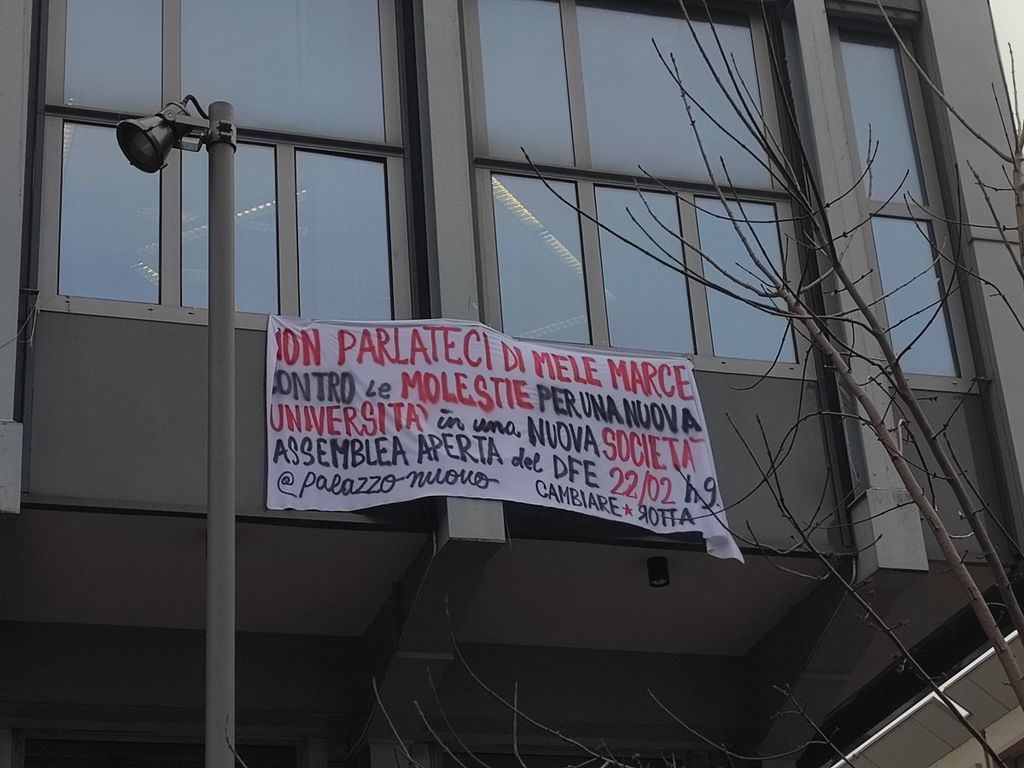 NON PARLATECI DI MELE MARCE
CONTRO le MOLESTIE PER UNA NUOVA
UNIVERSITA' in una NUOVA SOCIETA'
ASSEMBLEA APERTA del DFE 22/02 h9.
@palazzo nuovo CAMBIARE★ROTTA